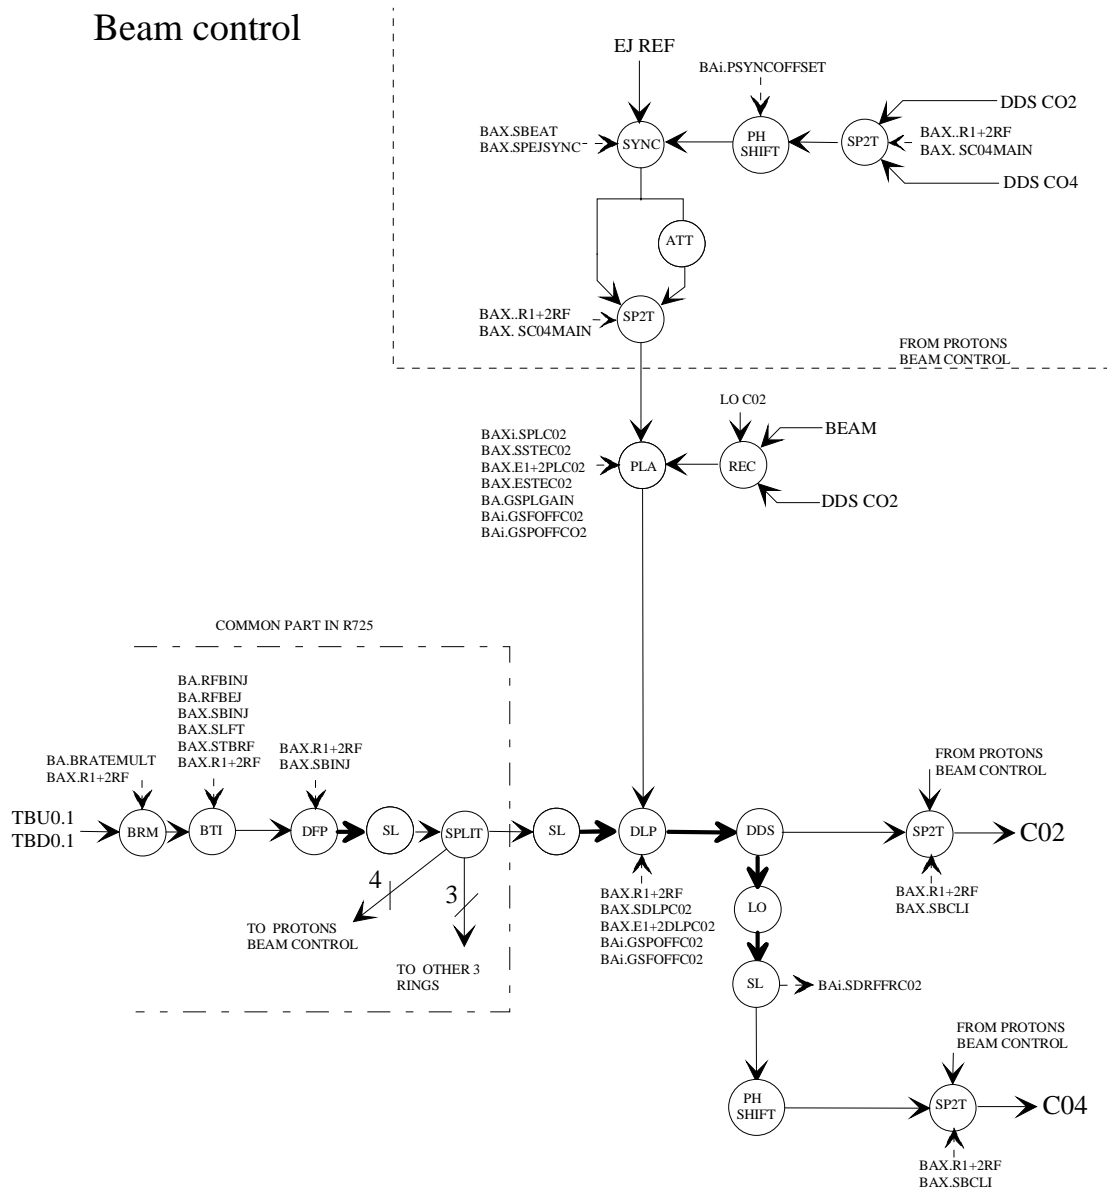 Beam control
EJ REF
BAi.PSYNCOFFSET
DDS CO2
BAX.SBEAT
BAX.SPEJSYNC
SYNC
PH
SHIFT
SP2T
BAX..R1+2RF
BAX. SC04MAIN
DDS CO4
ATT
BAX..R1+2RF
BAX. SC04MAIN
SP2T
FROM PROTONS
BEAM CONTROL
LO C02
BEAM
BAXi.SPLC02
BAX.SSTEC02
BAX.E1+2PLC02
BAX.ESTEC02
BA.GSPLGAIN
BAi.GSFOFFC02
BAi.GSPOFFCO2
PLA
REC
DDS CO2
COMMON PART IN R725
BA.RFBINJ
BA.RFBEJ
BAX.SBINJ
BAX.SLFT
BAX.STBRF
BAX.R1+2RF
BA.BRATEMULT
BAX.R1+2RF
BAX.R1+2RF
BAX.SBINJ
FROM PROTONS
BEAM CONTROL
TBU0.1
TBD0.1
BRM
BTI
DFP
SL
SPLIT
SL
DLP
DDS
SP2T
C02
4
3
TO PROTONS
BEAM CONTROL
TO OTHER 3
RINGS
BAX.R1+2RF
BAX.SDLPC02
BAX.E1+2DLPC02
BAi.GSPOFFC02
BAi.GSFOFFC02
BAX.R1+2RF
BAX.SBCLI
LO
SL
BAi.SDRFFRC02
FROM PROTONS
BEAM CONTROL
PH
SHIFT
SP2T
C04
BAX.R1+2RF
BAX.SBCLI